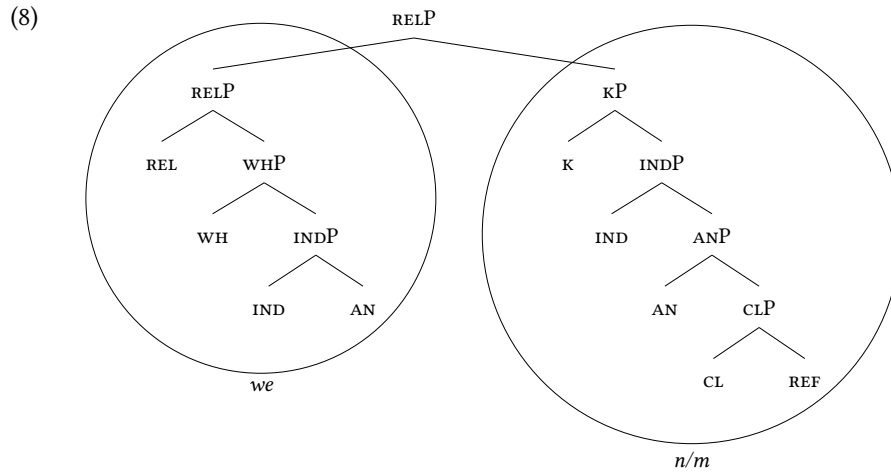 (8)
RELP
RELP KP
REL WHP K INDP
WH INDP IND ANP
IND AN AN CLP
we CL REF
n/m